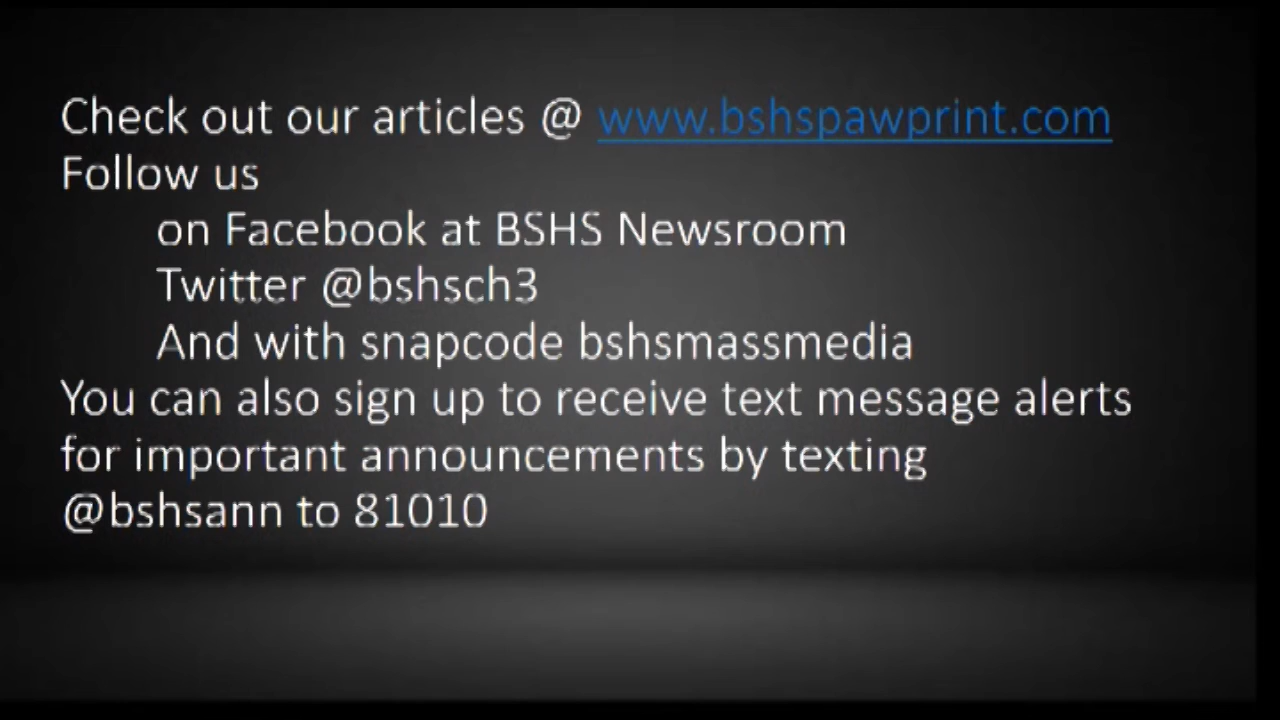 Check out our articles @ www.bshspawprint.com
Follow us
on Facebook at BSHS Newsroom
Twitter @bshsch3
And with snapcode bshsmassmedia
You can also sign up to receive text message alerts
for important announcements by texting
@bshsann to 81010